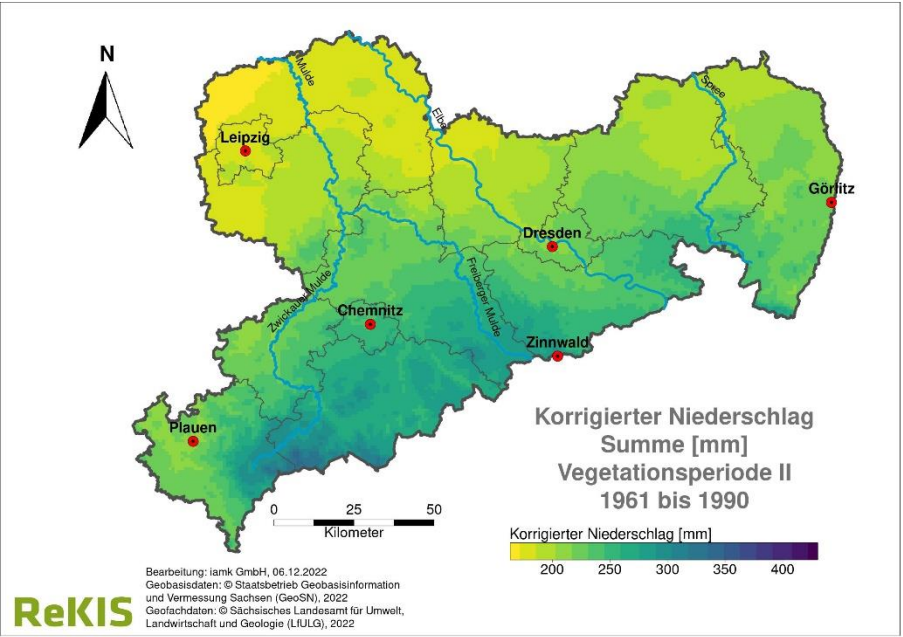 N
Mulde
Elbe
Spree
Leipzig
Görlitz
Dresden
Freiberger Mulde
Zwickauer Mulde
Chemnitz
Zinnwald
Plauen
Korrigierter Niederschlag
Summe [mm]
Vegetationsperiode II
1961 bis 1990
0 25 50
Kilometer
Korrigierter Niederschlag [mm]
200 250 300 350 400
Bearbeitung: iamk GmbH, 06.12.2022
Geobasisdaten: © Staatsbetrieb Geobasisinformation
und Vermessung Sachsen (GeoSN), 2022
Geofachdaten: © Sächsisches Landesamt für Umwelt,
Landwirtschaft und Geologie (LfULG), 2022
ReKIS